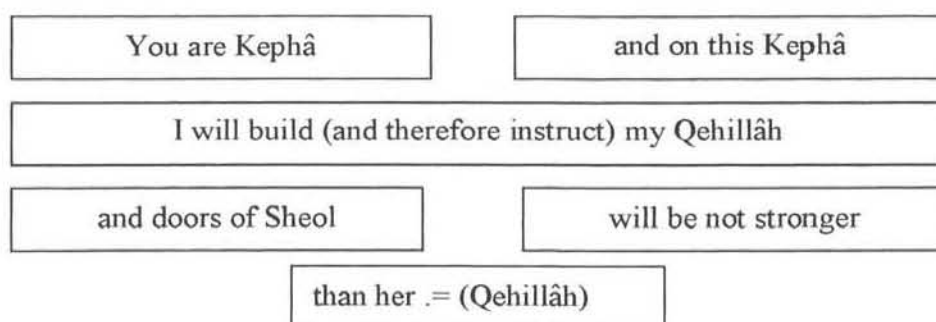 You are Kephâ and on this Kephâ
I will build (and therefore instruct) my Qehillâh
and doors of Sheol will be not stronger
than her .= (Qehillâh)